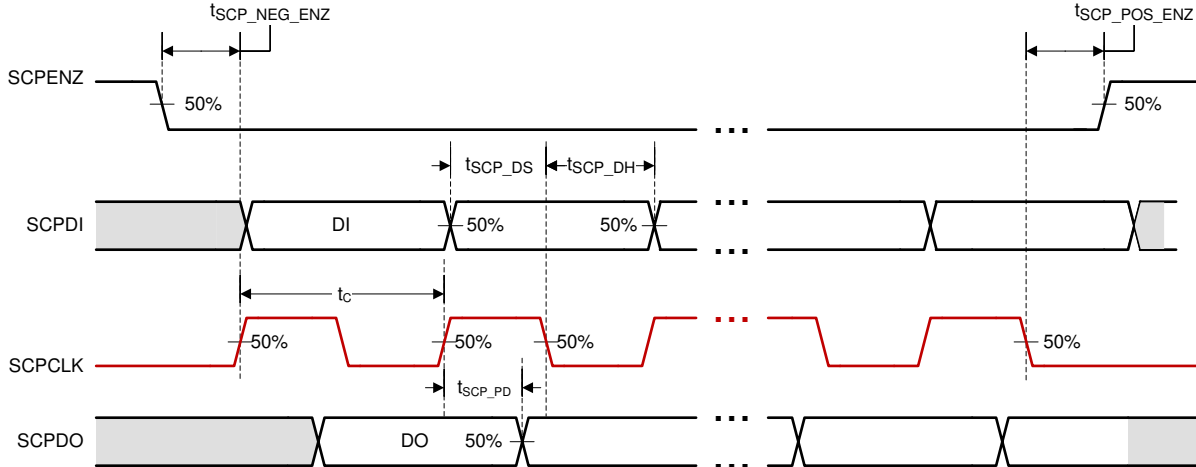 tSCP_NEG_ENZ
tSCP_POS_ENZ
SCPENZ
50%
50%
...
tSCP_DS
tSCP_DH
SCPDI
DI
50%
50%
...
...
tC
...
50%
50%
50%
50%
SCPCLK
...
tSCP_PD
...
SCPDO
DO
50%
...